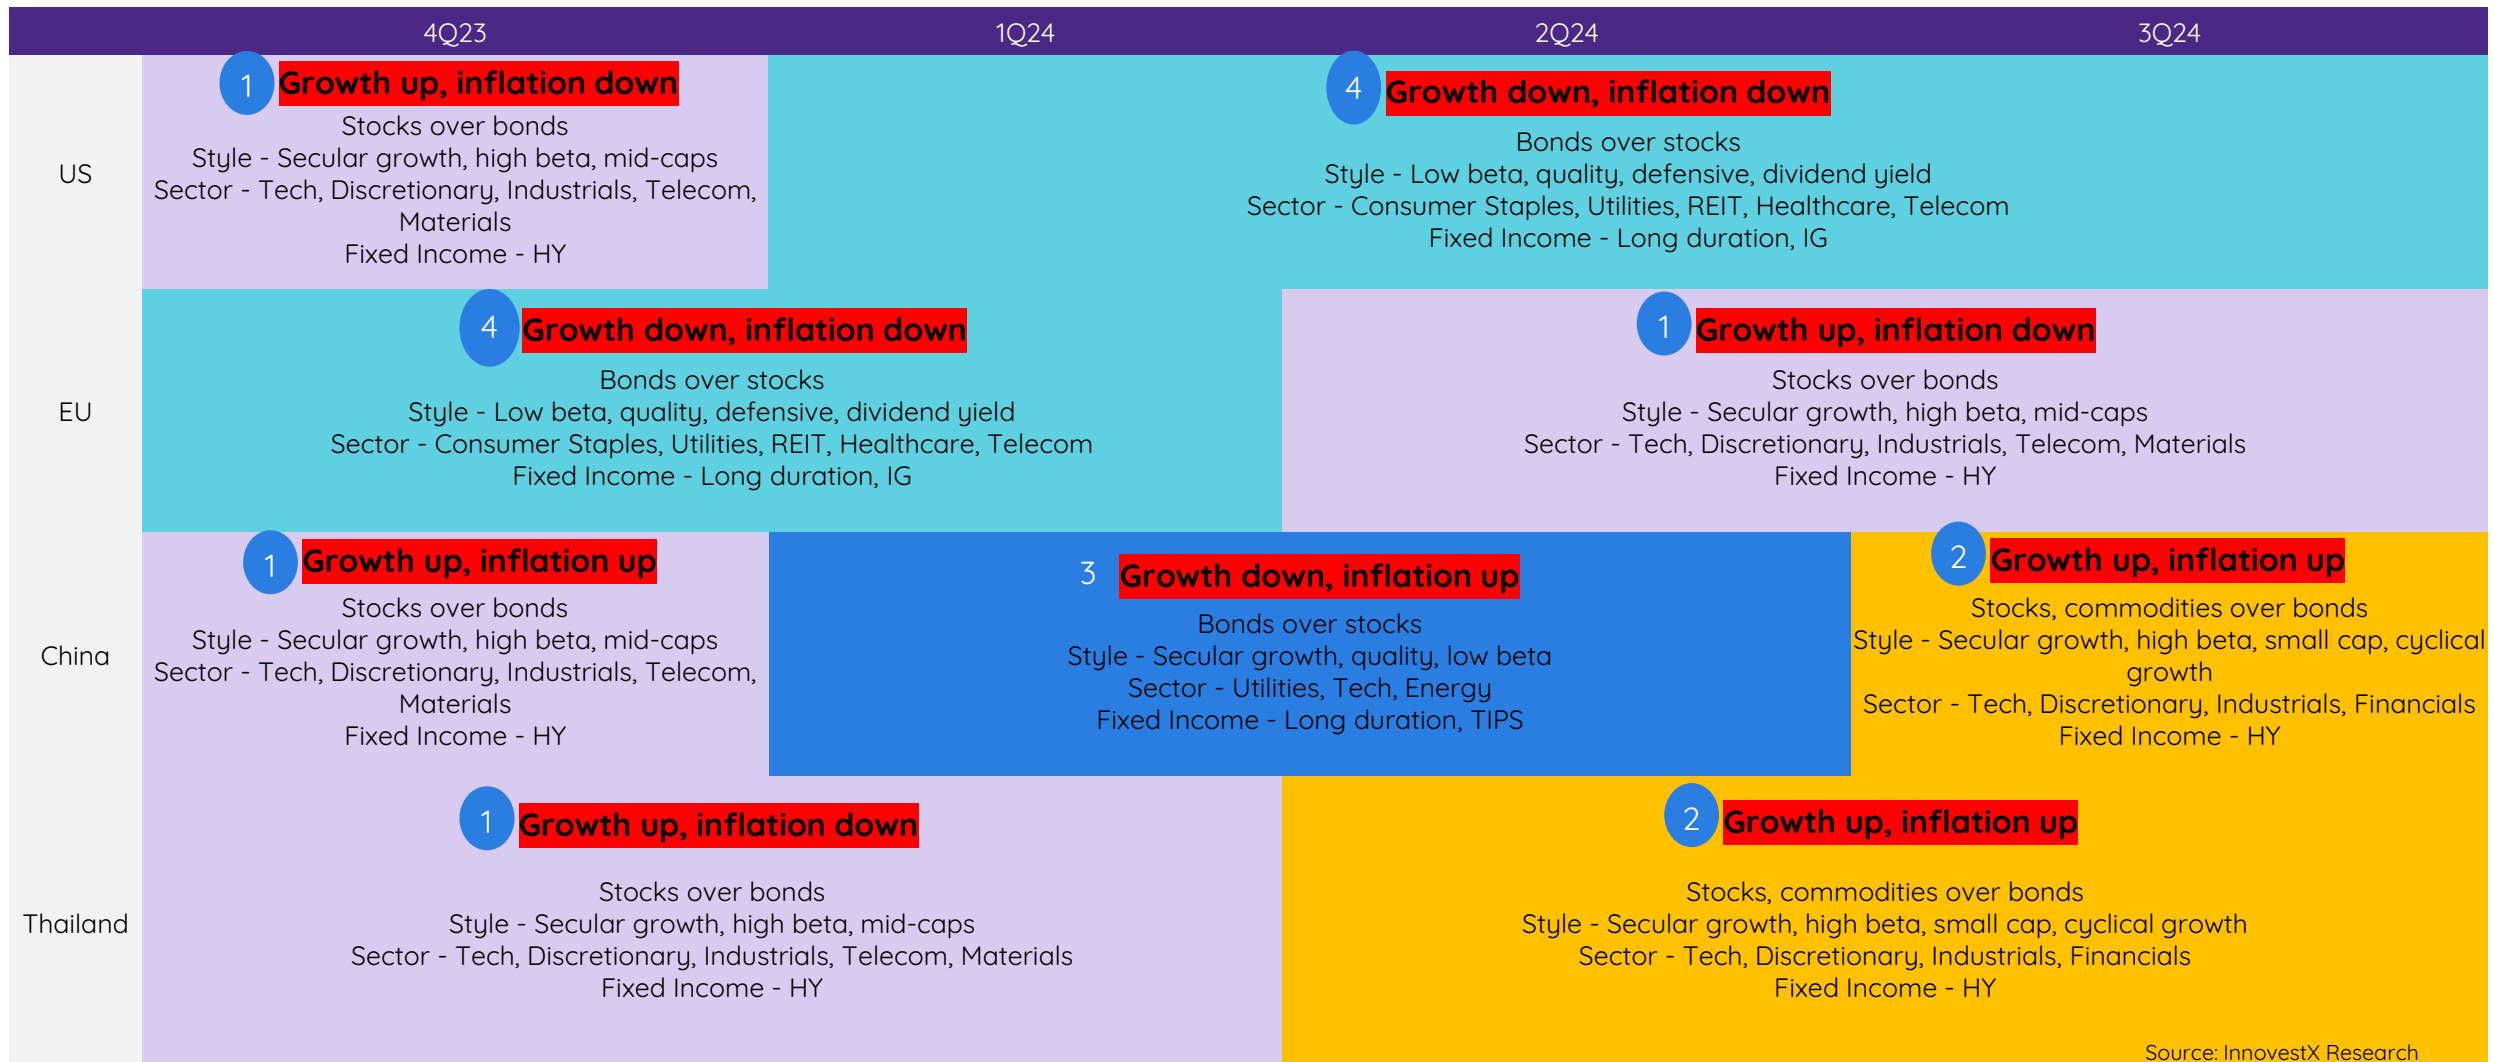 4Q23 1Q24 2Q24 3Q24
US
1 Growth up, inflation down
Stocks over bonds
Style - Secular growth, high beta, mid-caps
Sector - Tech, Discretionary, Industrials, Telecom,
Materials
Fixed Income - HY
4 Growth down, inflation down
Bonds over stocks
Style - Low beta, quality, defensive, dividend yield
Sector - Consumer Staples, Utilities, REIT, Healthcare, Telecom
Fixed Income - Long duration, IG
EU
4 Growth down, inflation down
Bonds over stocks
Style - Low beta, quality, defensive, dividend yield
Sector - Consumer Staples, Utilities, REIT, Healthcare, Telecom
Fixed Income - Long duration, IG
1 Growth up, inflation down
Stocks over bonds
Style - Secular growth, high beta, mid-caps
Sector - Tech, Discretionary, Industrials, Telecom, Materials
Fixed Income - HY
China
1 Growth up, inflation up
Stocks over bonds
Style - Secular growth, high beta, mid-caps
Sector - Tech, Discretionary, Industrials, Telecom,
Materials
Fixed Income - HY
3 Growth down, inflation up
Bonds over stocks
Style - Secular growth, quality, low beta
Sector - Utilities, Tech, Energy
Fixed Income - Long duration, TIPS
2 Growth up, inflation up
Stocks, commodities over bonds
Style - Secular growth, high beta, small cap, cyclical
growth
Sector - Tech, Discretionary, Industrials, Financials
Fixed Income - HY
Thailand
1 Growth up, inflation down
Stocks over bonds
Style - Secular growth, high beta, mid-caps
Sector - Tech, Discretionary, Industrials, Telecom, Materials
Fixed Income - HY
2 Growth up, inflation up
Stocks, commodities over bonds
Style - Secular growth, high beta, small cap, cyclical growth
Sector - Tech, Discretionary, Industrials, Financials
Fixed Income - HY
Source: InnovestX Research